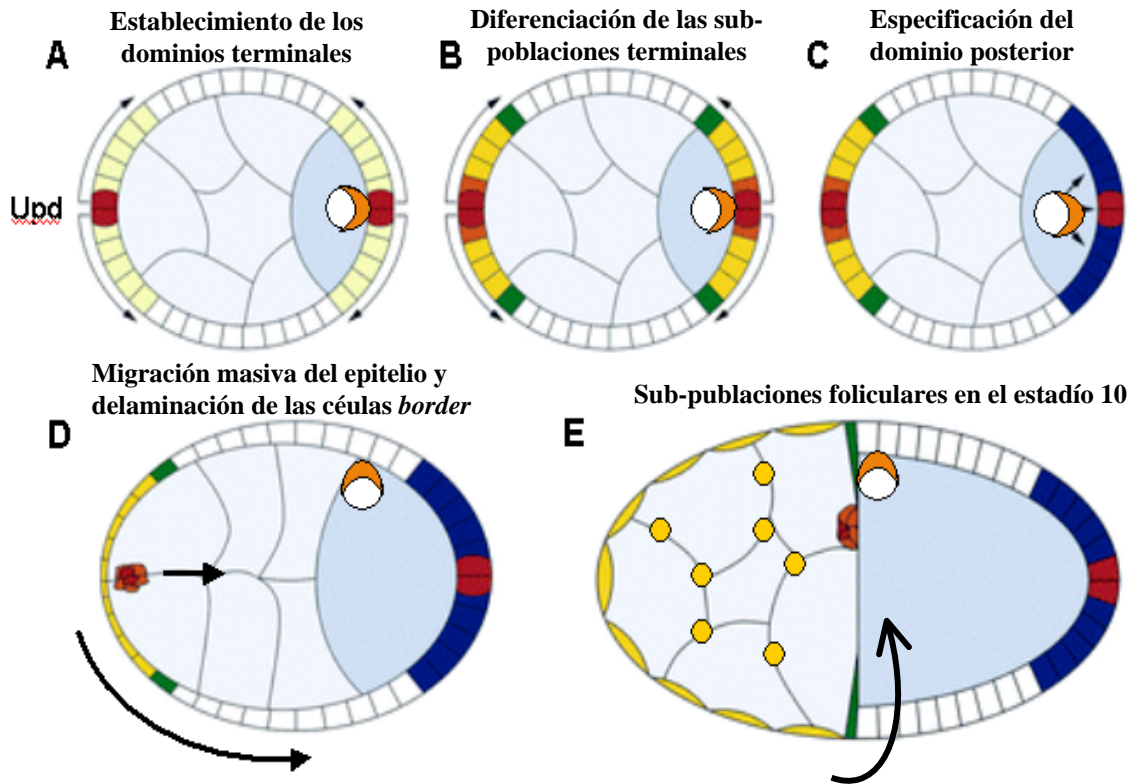 Establecimiento de los
dominios terminales
A
Diferenciación de las sub-
poblaciones terminales
B
Especificación del
dominio posterior
C
Upd
Migración masiva del epitelio y
delaminación de las céulas border
D
Sub-publaciones foliculares en el estadío 10
E